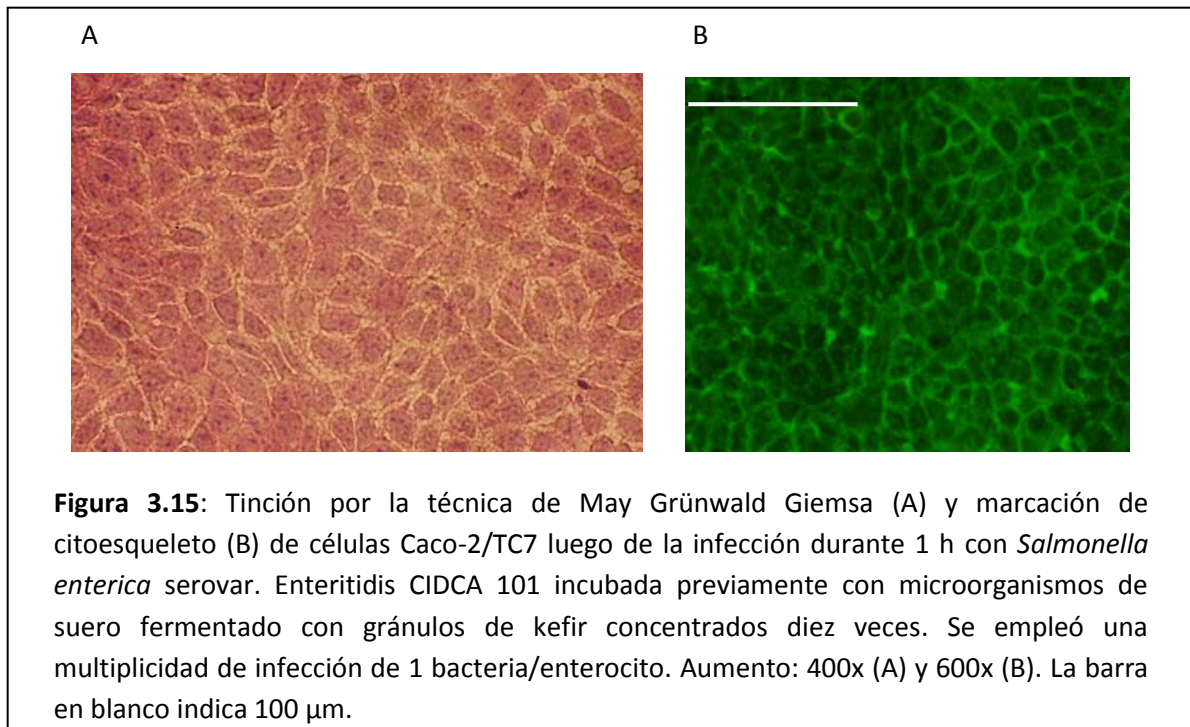 A
B
Figura 3.15: Tinción por la técnica de May Grünwald Giemsa (A) y marcación de
citoesqueleto (B) de células Caco-2/TC7 luego de la infección durante 1 h con Salmonella
enterica serovar. Enteritidis CIDCA 101 incubada previamente con microorganismos de
suero fermentado con gránulos de kefir concentrados diez veces. Se empleó una
multiplicidad de infección de 1 bacteria/enterocito. Aumento: 400x (A) y 600x (B). La barra
en blanco indica 100 µm.